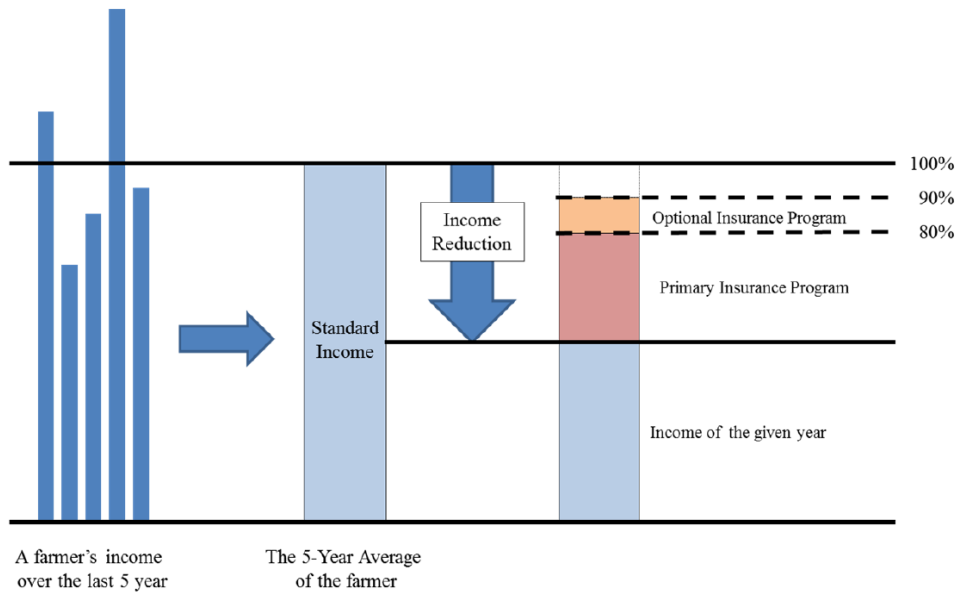 100%
90%
Optional Insurance Program
80%
Income
Reduction
Primary Insurance Program
Standard
Income
Income of the given year
A farmer's income
over the last 5 year
The 5-Year Average
of the farmer